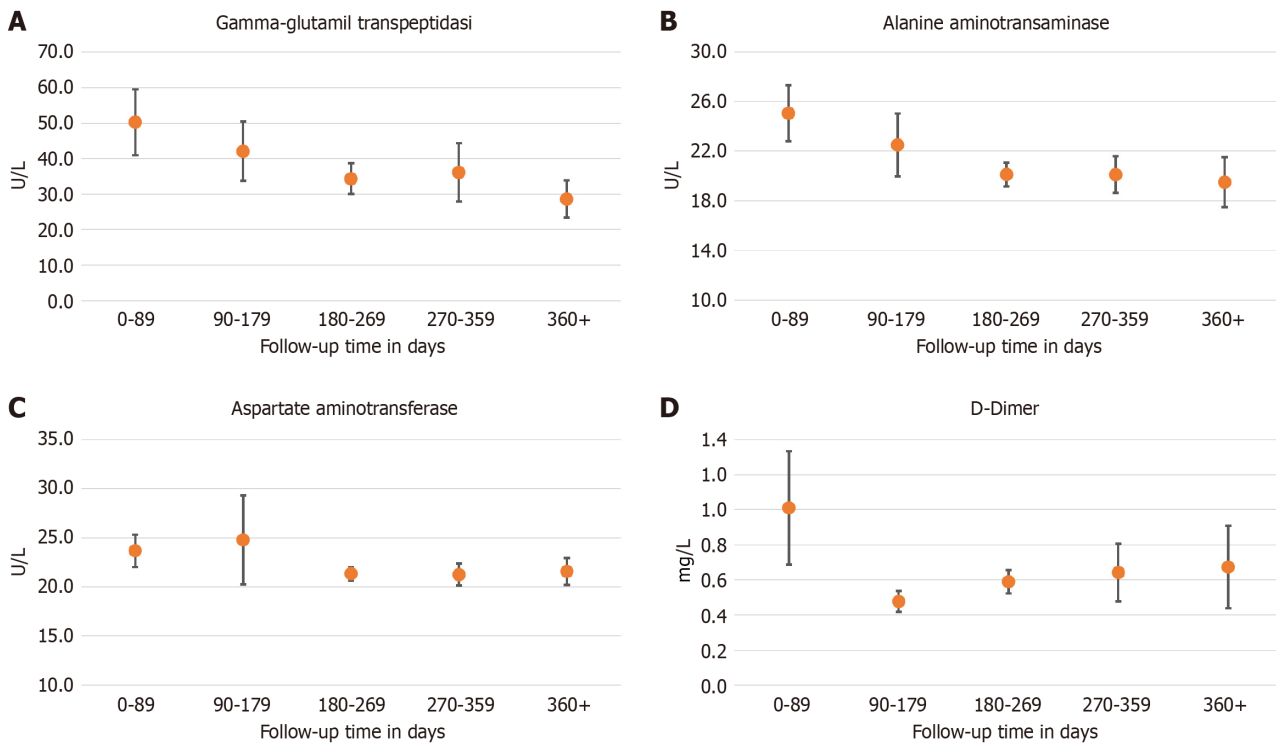 A
Gamma-glutamil transpeptidasi
70.0
60.0
50.0
40.0
30.0
20.0
10.0
0.0
U/L
0-89 90-179 180-269 270-359 360+
Follow-up time in days
B
Alanine aminotransaminase
30.0
26.0
22.0
18.0
14.0
10.0
U/L
0-89 90-179 180-269 270-359 360+
Follow-up time in days
C
Aspartate aminotransferase
35.0
30.0
25.0
20.0
15.0
10.0
U/L
0-89 90-179 180-269 270-359 360+
Follow-up time in days
D
D-Dimer
1.4
1.0
1.0
0.8
0.6
0.4
0.2
0.0
mg/L
0-89 90-179 180-269 270-359 360+
Follow-up time in days